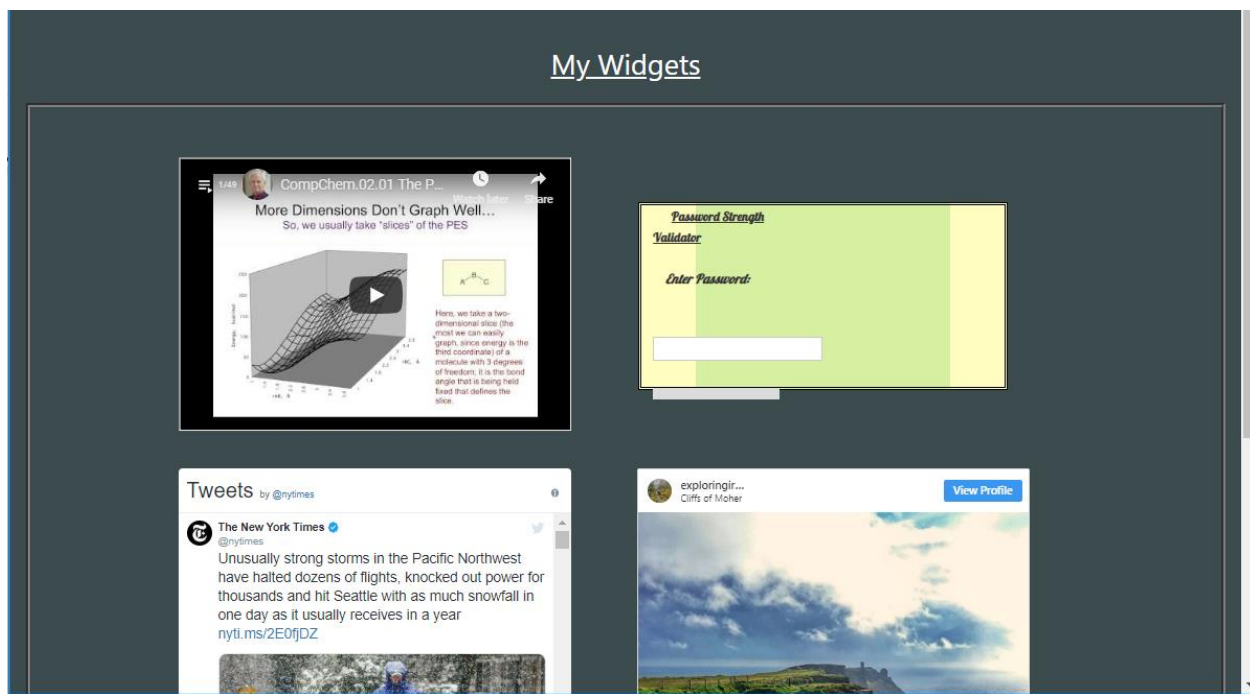 My Widgets
1/49
CompChem.02.01 The P...
Watch later
Share
More Dimensions Don't Graph Well...
So, we usually take "slices" of the PES
A B C
Here, we take a two-
dimensional slice (the
most we can easily
graph, since energy is the
third coordinate) of a
molecule with 3 degrees
of freedom; it is the bond
angle that is being held
fixed that defines the
slice.
Password Strength
Validator
Enter Password:
Tweets by @nytimes
The New York Times
@nytimes
Unusually strong storms in the Pacific Northwest
have halted dozens of flights, knocked out power for
thousands and hit Seattle with as much snowfall in
one day as it usually receives in a year
nyti.ms/2E0fjDZ
exploringir...
Cliffs of Moher
View Profile